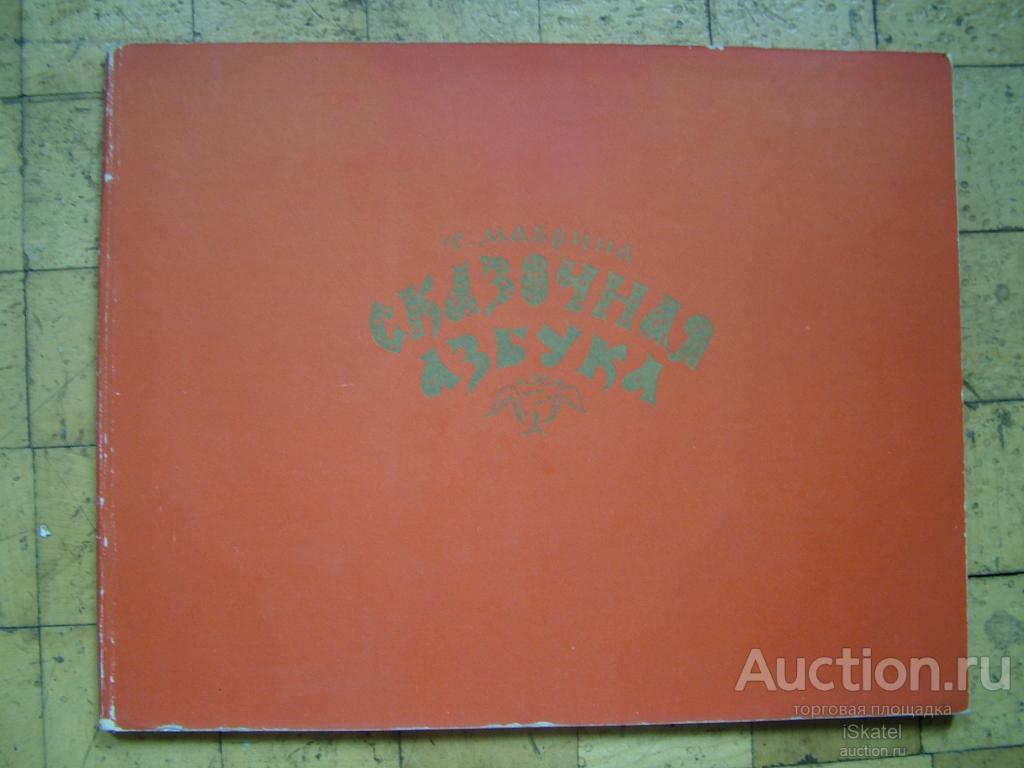 Т. МАВРИНА
СКАЗОЧНАЯ
АЗБУКА
Auction.ru
торговая площадка
iSkatel
auction.ru